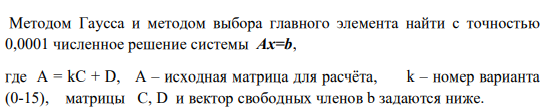 Методом Гаусса и методом выбора главного элемента найти с точностью
0,0001 численное решение системы Ax=b,
где A = kC + D, A – исходная матрица для расчёта, k – номер варианта
(0-15), матрицы C, D и вектор свободных членов b задаются ниже.